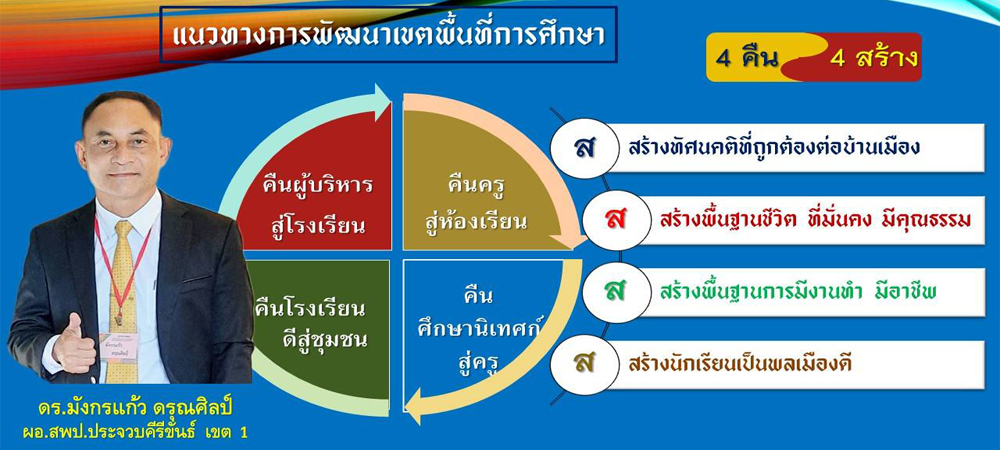 แนวทางการพัฒนาเขตพื้นที่การศึกษา
4 คืน 4 สร้าง
คืนผู้บริหาร
สู่โรงเรียน
คืนครู
สู่ห้องเรียน
คืนโรงเรียน
ดีสู่ชุมชน
คืน
ศึกษานิเทศก์
สู่ครู
ส สร้างทัศนคติที่ถูกต้องต่อบ้านเมือง
ส สร้างพื้นฐานชีวิต ที่มั่นคง มีคุณธรรม
ส สร้างพื้นฐานการมีงานทำ มีอาชีพ
ส สร้างนักเรียนเป็นพลเมืองดี
ดร.มังกรแก้ว ดรุณศิลป์
ผอ.สพป.ประจวบคีรีขันธ์ เขต 1